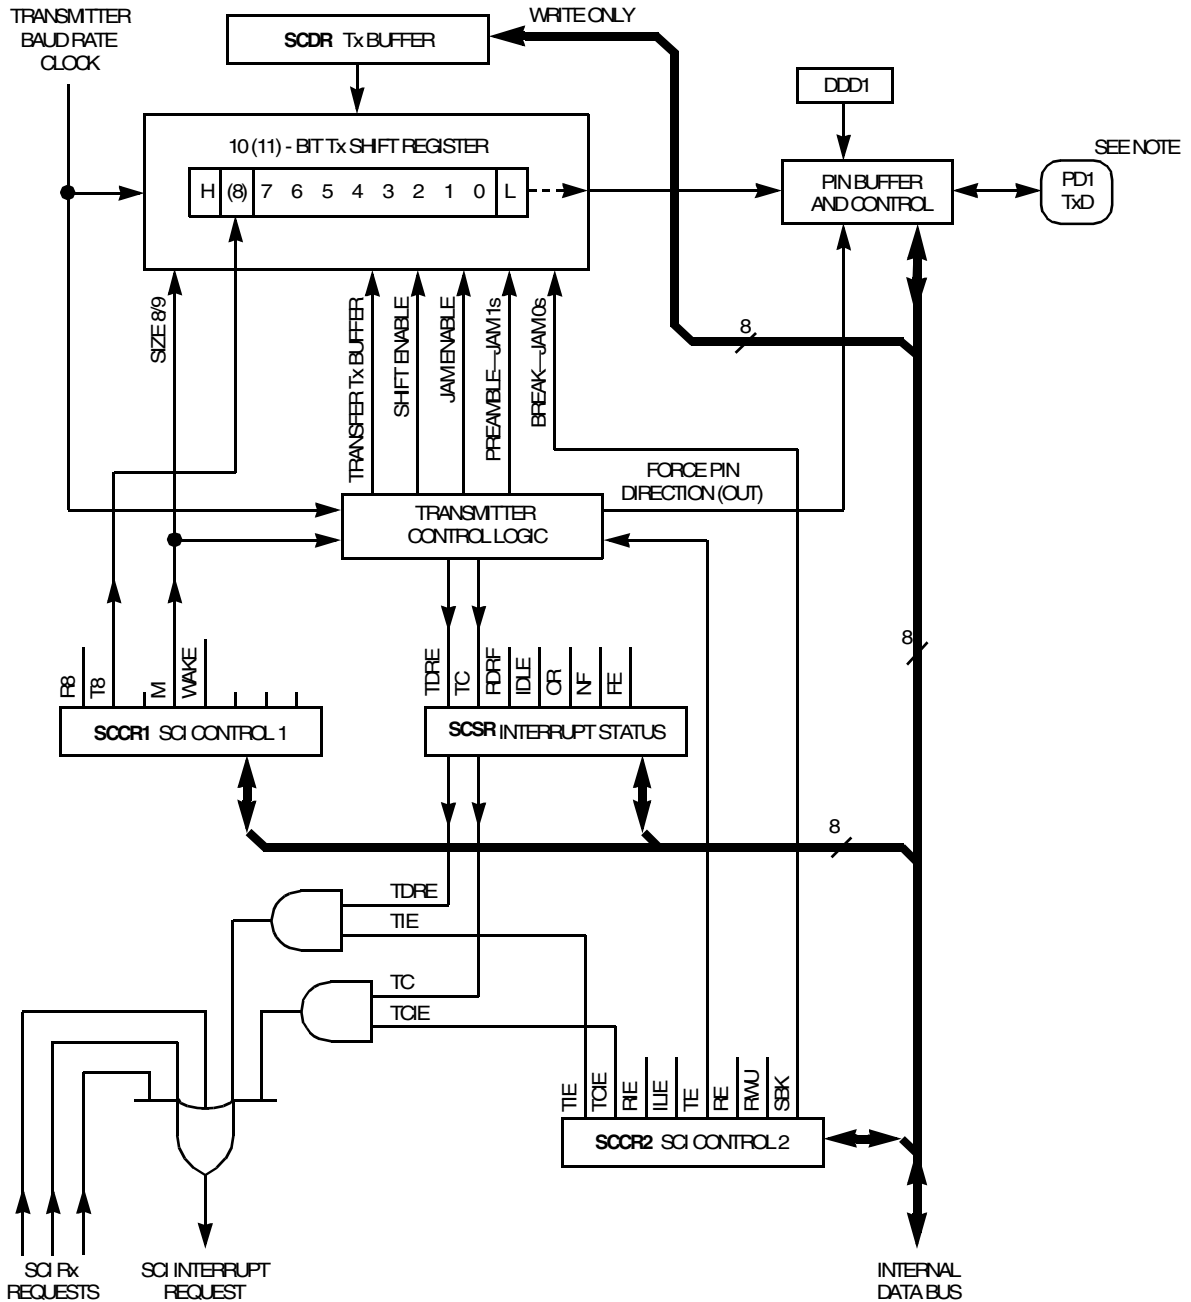 TRANSMITTER
BAUD RATE
CLOCK
SCDR Tx BUFFER
WRITE ONLY
DDD1
10 (11) - BIT Tx SHIFT REGISTER
H (8) 7 6 5 4 3 2 1 0 L
PIN BUFFER
AND CONTROL
SEE NOTE
PD1
TxD
SIZE 8/9
TRANSFER Tx BUFFER
SHIFT ENABLE
JAM ENABLE
PREAMBLE—JAM 1s
BREAK—JAM 0s
8
FORCE PIN
DIRECTION (OUT)
TRANSMITTER
CONTROL LOGIC
8
R8
T8
M
WAKE
TDRE
TC
RDRF
IDLE
OR
NF
FE
SCCR1 SCI CONTROL 1
SCSR INTERRUPT STATUS
8
TDRE
TIE
TC
TCIE
TIE
TCIE
RIE
ILIE
TE
RE
RWU
SBK
SCCR2 SCI CONTROL 2
SCI Rx
REQUESTS
SCI INTERRUPT
REQUEST
INTERNAL
DATA BUS